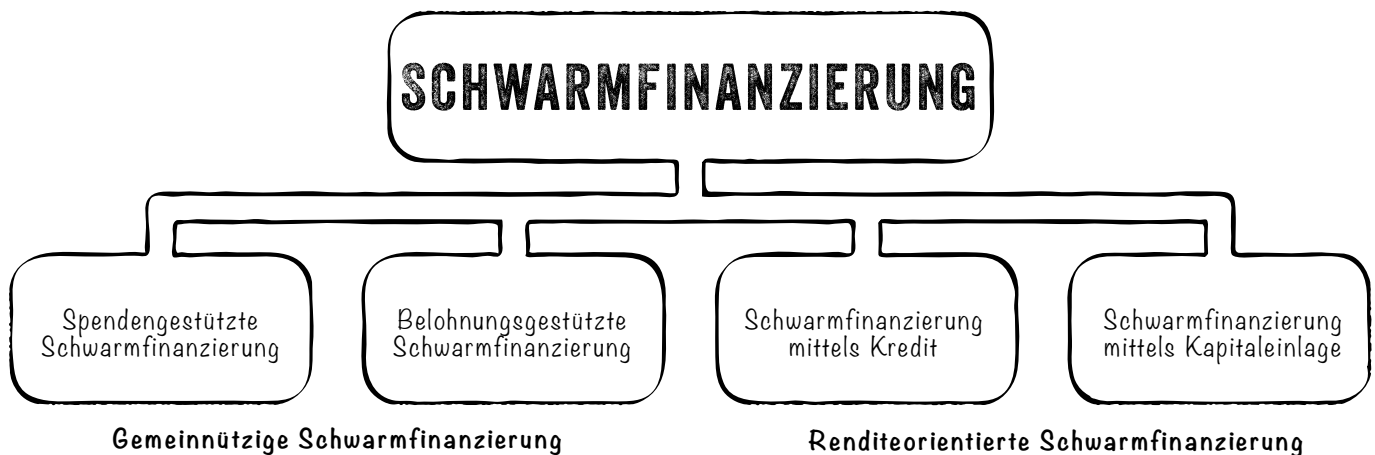 SCHWARMFINANZIERUNG
Spendengestützte
Schwarmfinanzierung
Belohnungsgestützte
Schwarmfinanzierung
Schwarmfinanzierung
mittels Kredit
Schwarmfinanzierung
mittels Kapitaleinlage
Gemeinnützige Schwarmfinanzierung
Renditeorientierte Schwarmfinanzierung